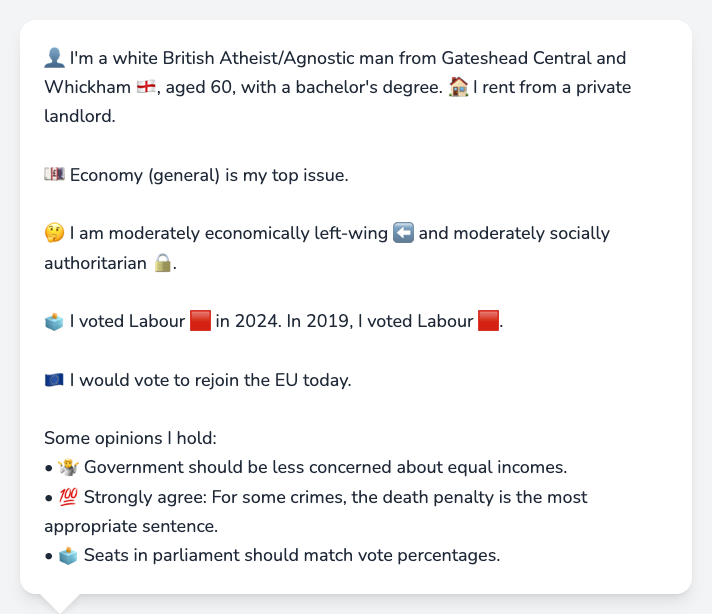 👤 I'm a white British Atheist/Agnostic man from Gateshead Central and
Whickham 🏴󠁧󠁢󠁥󠁮󠁧󠁿, aged 60, with a bachelor's degree. 🏠 I rent from a private
landlord.
💷 Economy (general) is my top issue.
🤔 I am moderately economically left-wing ⬅️ and moderately socially
authoritarian 🔒.
🗳️ I voted Labour 🟥 in 2024. In 2019, I voted Labour 🟥.
🇪🇺 I would vote to rejoin the EU today.
Some opinions I hold:
• 🤷 Government should be less concerned about equal incomes.
• 💯 Strongly agree: For some crimes, the death penalty is the most
appropriate sentence.
• 🗳️ Seats in parliament should match vote percentages.